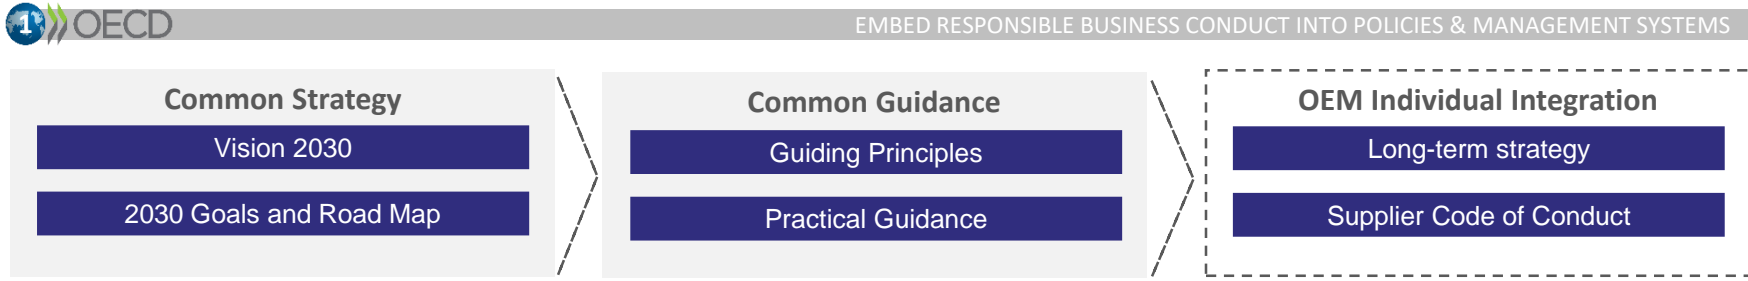 1 OECD
EMBED RESPONSIBLE BUSINESS CONDUCT INTO POLICIES & MANAGEMENT SYSTEMS
Common Strategy
Vision 2030
2030 Goals and Road Map
Common Guidance
Guiding Principles
Practical Guidance
OEM Individual Integration
Long-term strategy
Supplier Code of Conduct